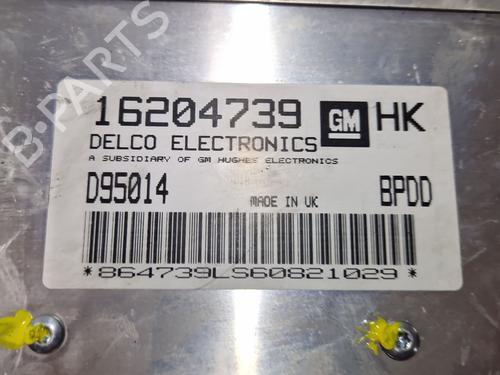 16204739 GM HK
DELCO ELECTRONICS
A SUBSIDIARY OF GM HUGHES ELECTRONICS
D95014 MADE IN UK BPDD
*864739LS60821029*
B-PARTS